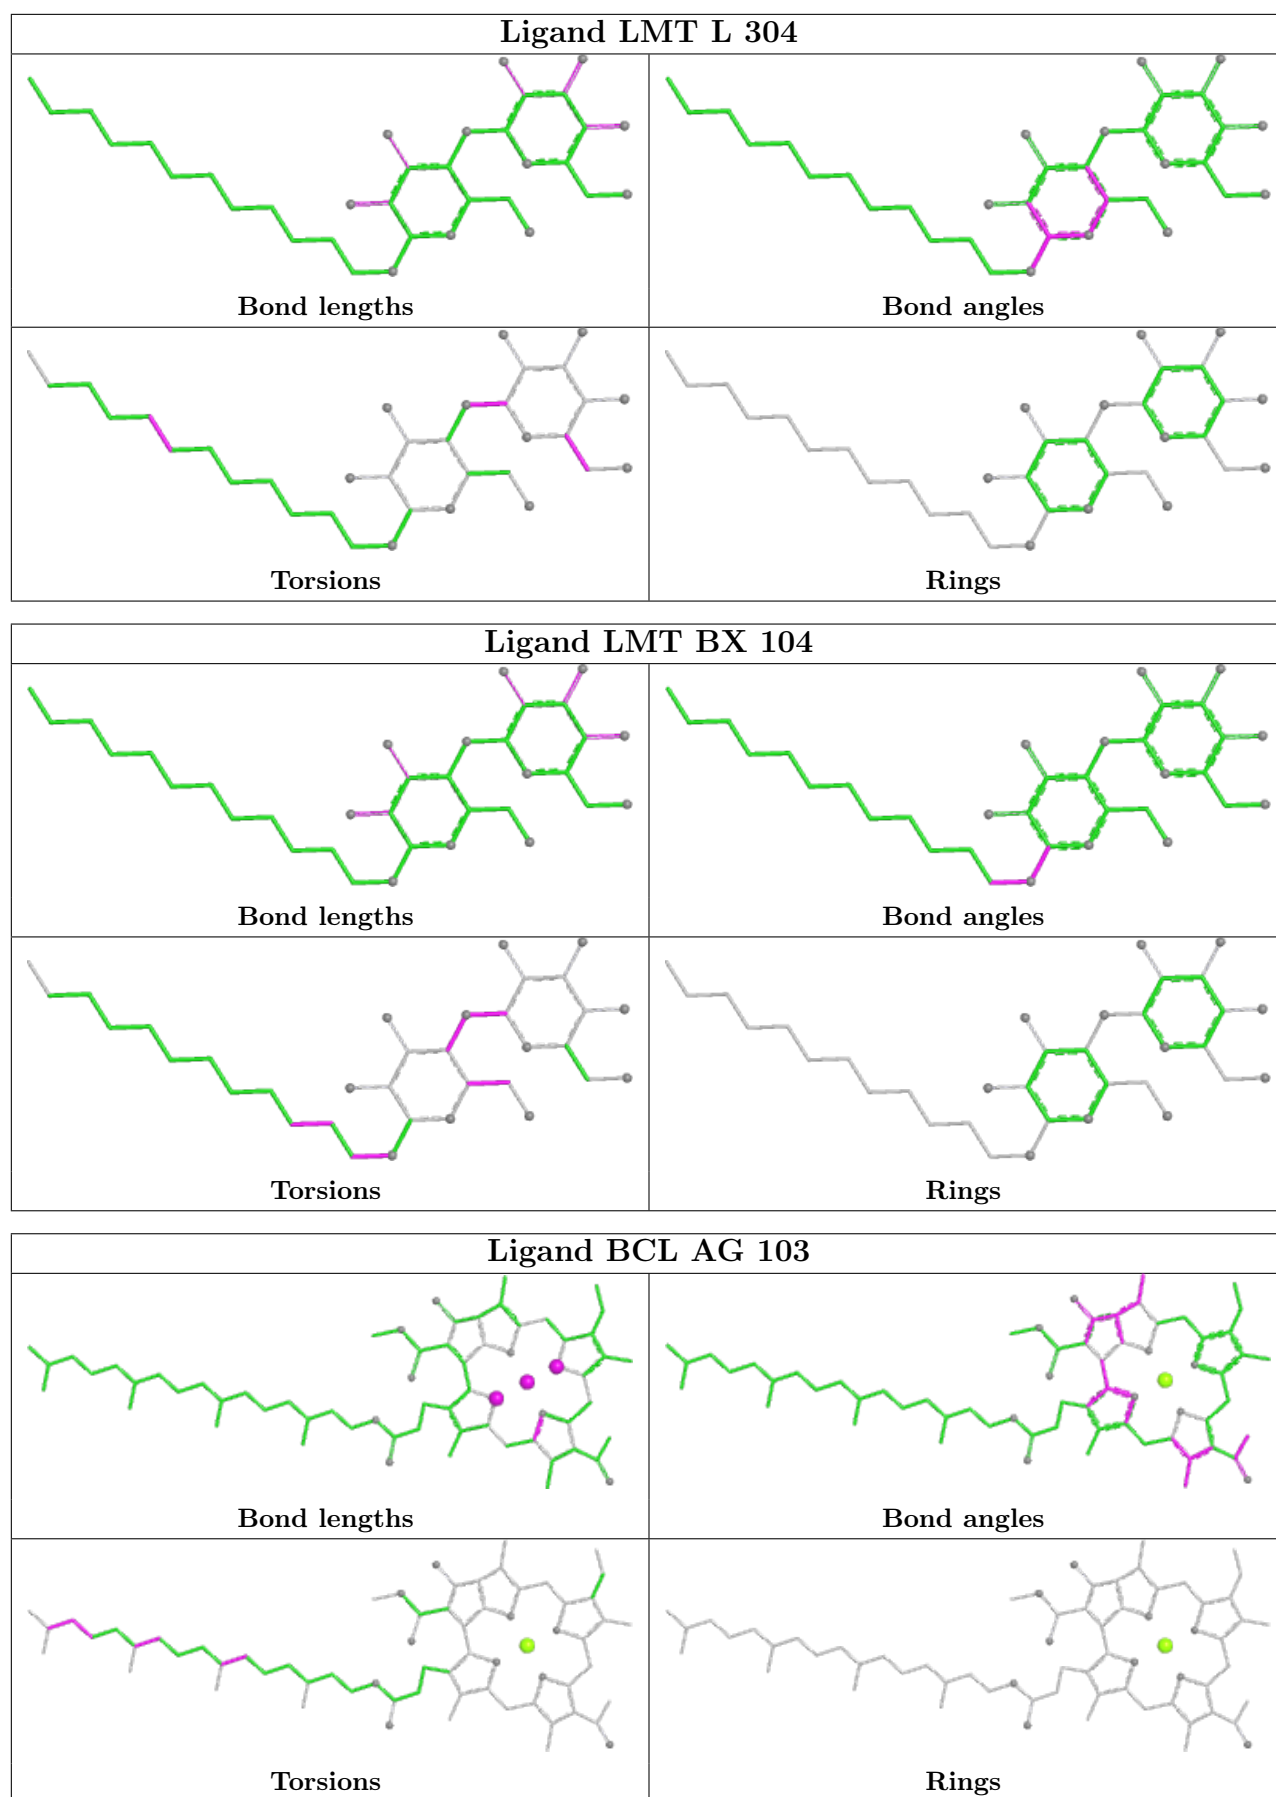 Ligand LMT L 304
Bond lengths
Bond angles
Torsions
Rings
Ligand LMT BX 104
Bond lengths
Bond angles
Torsions
Rings
Ligand BCL AG 103
Bond lengths
Bond angles
Torsions
Rings